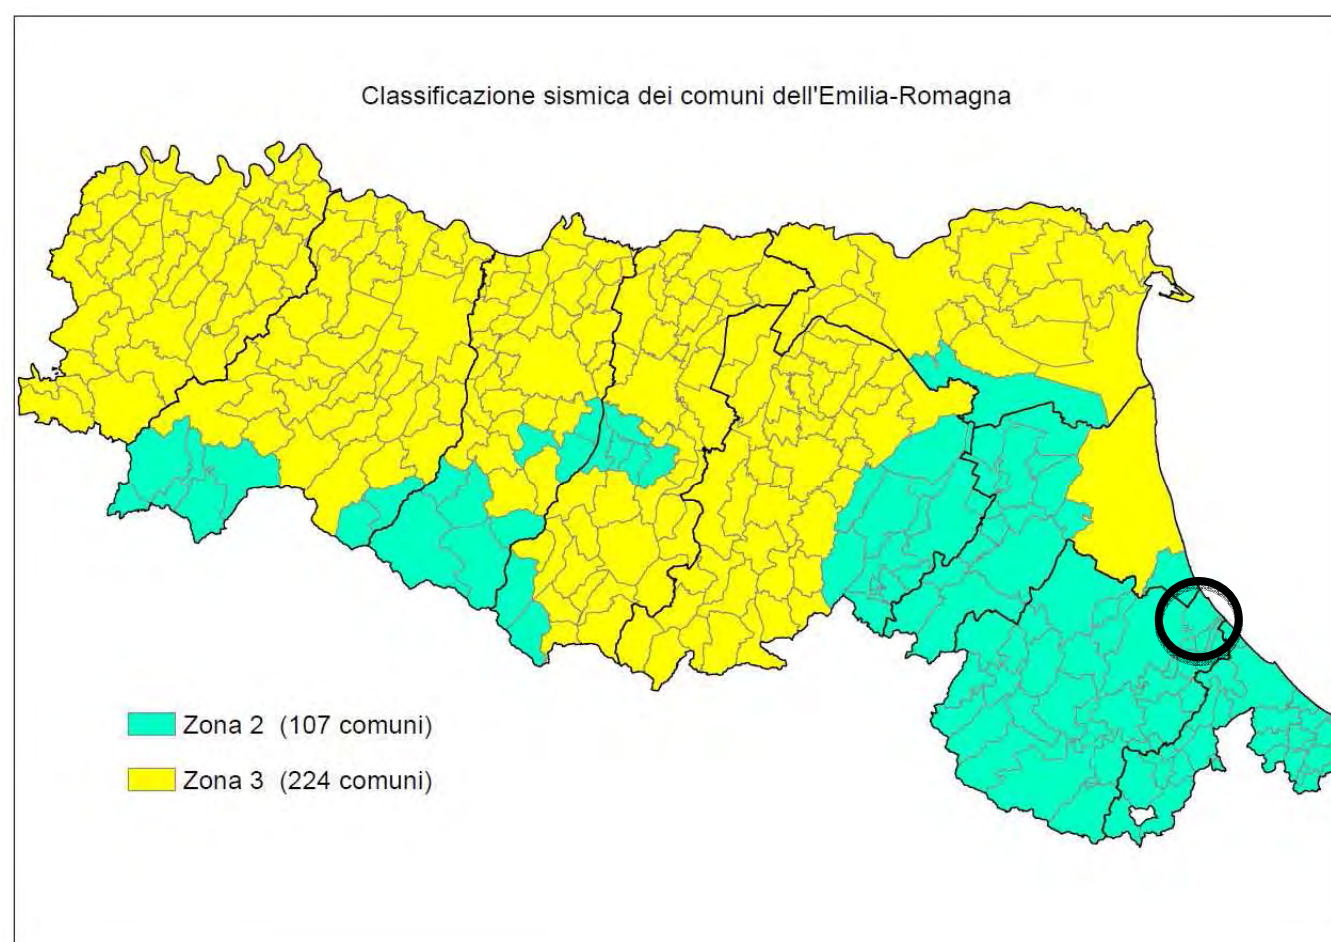 Classificazione sismica dei comuni dell'Emilia-Romagna
Zona 2 (107 comuni)
Zona 3 (224 comuni)